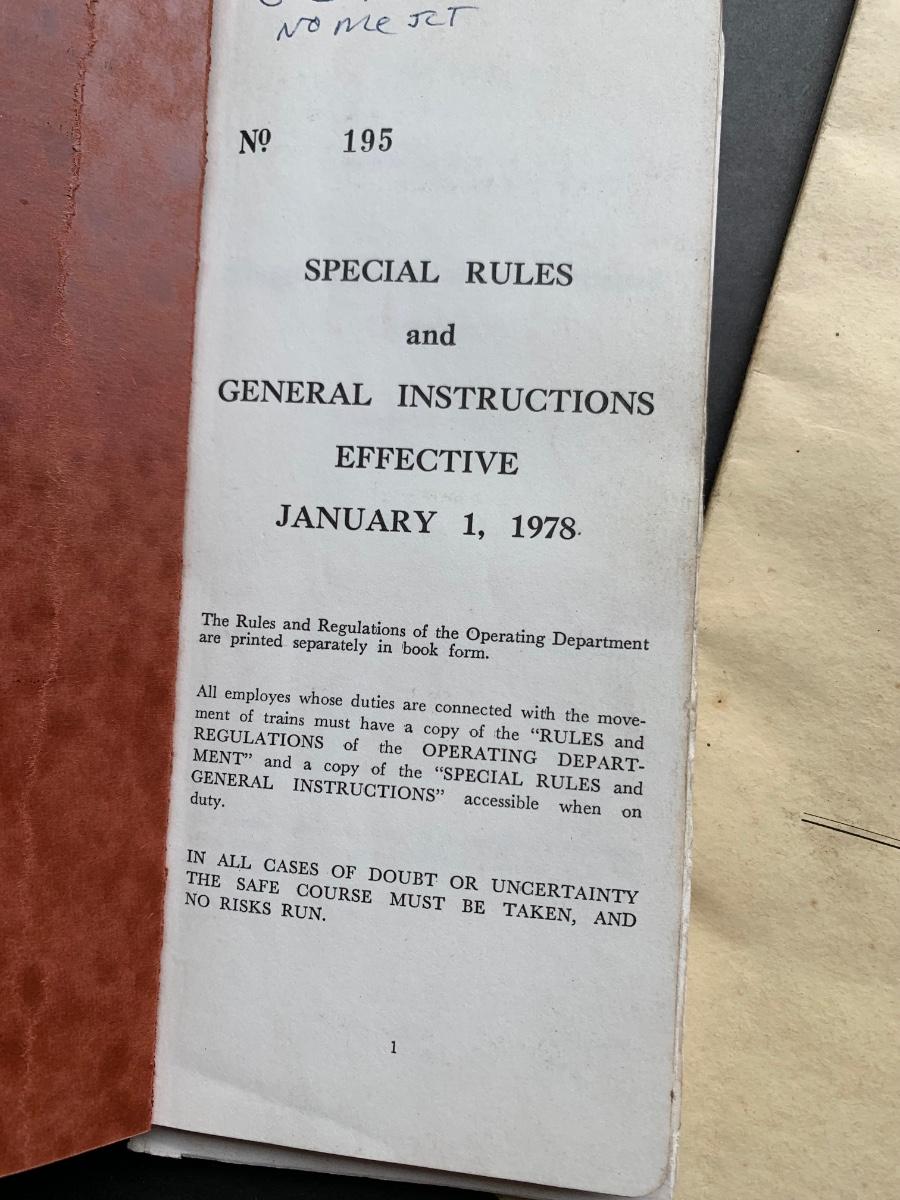 NO ME JCT
Nº 195
SPECIAL RULES
and
GENERAL INSTRUCTIONS
EFFECTIVE
JANUARY 1, 1978
The Rules and Regulations of the Operating Department
are printed separately in book form.
All employes whose duties are connected with the move-
ment of trains must have a copy of the “RULES and
REGULATIONS of the OPERATING DEPART-
MENT” and a copy of the “SPECIAL RULES and
GENERAL INSTRUCTIONS” accessible when on
duty.
IN ALL CASES OF DOUBT OR UNCERTAINTY
THE SAFE COURSE MUST BE TAKEN, AND
NO RISKS RUN.
1